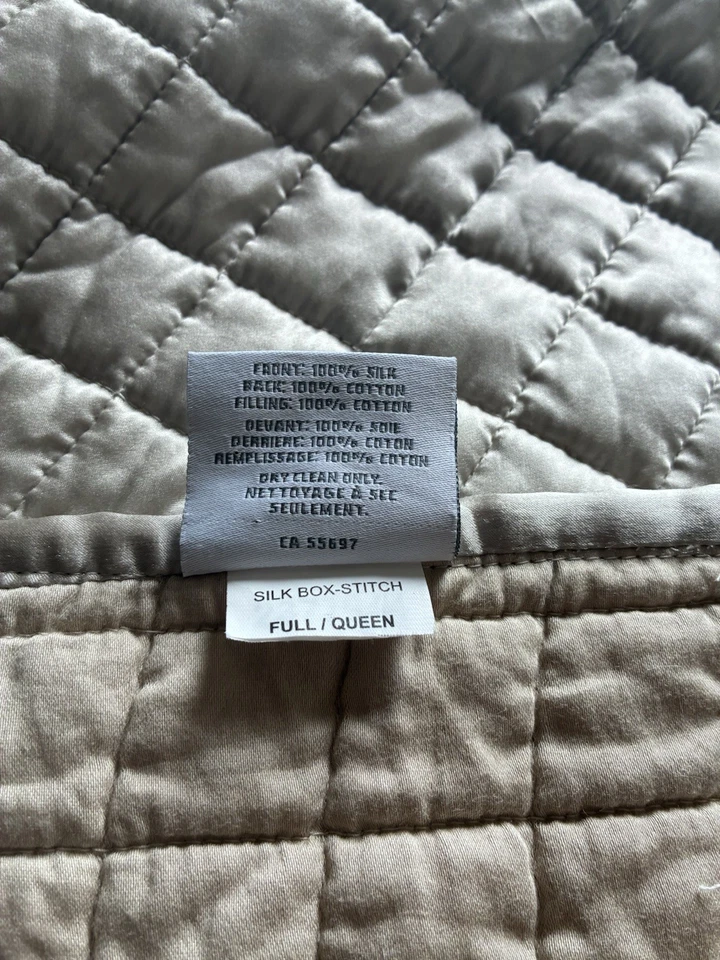 FRONT: 100% SILK
BACK: 100% COTTON
FILLING: 100% COTTON
DEVANT: 100% SOIE
DERRIERE: 100% COTON
REMPLISSAGE: 100% COTON
DRY CLEAN ONLY.
NETTOYAGE À SEC
SEULEMENT.
CA 55697
SILK BOX-STITCH
FULL / QUEEN